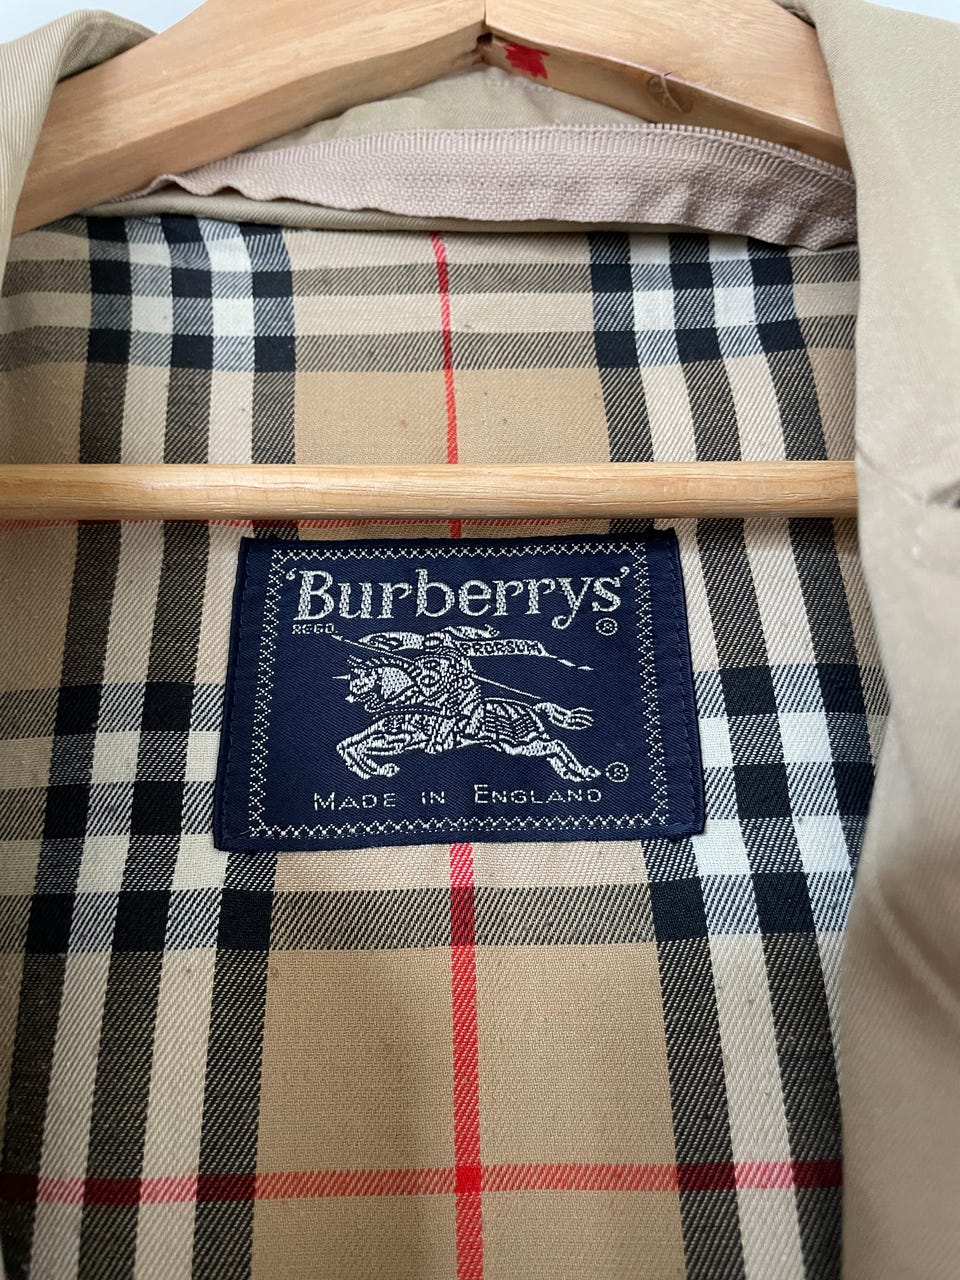 'Burberrys'
REGD. ®
PRORSUM
®
MADE IN ENGLAND